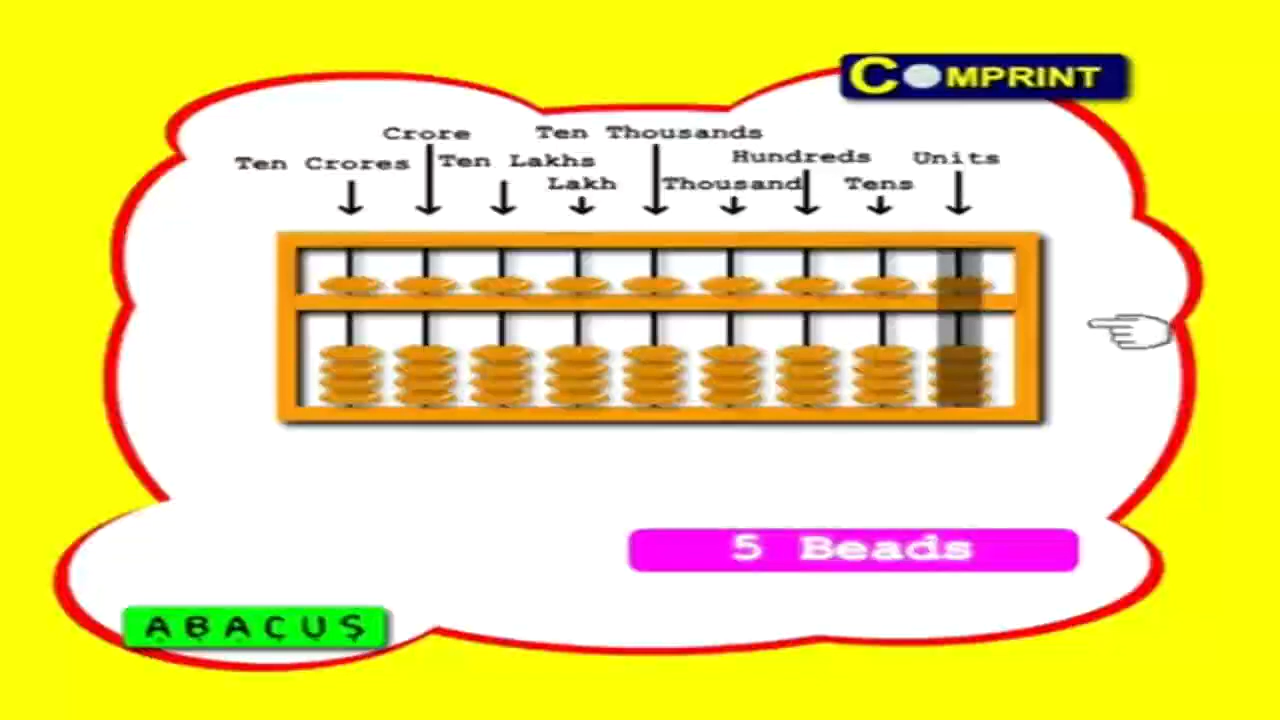 COMPRINT
Crore Ten Thousands
Ten Crores Ten Lakhs Hundreds Units
Lakh Thousand Tens
5 Beads
ABACUS